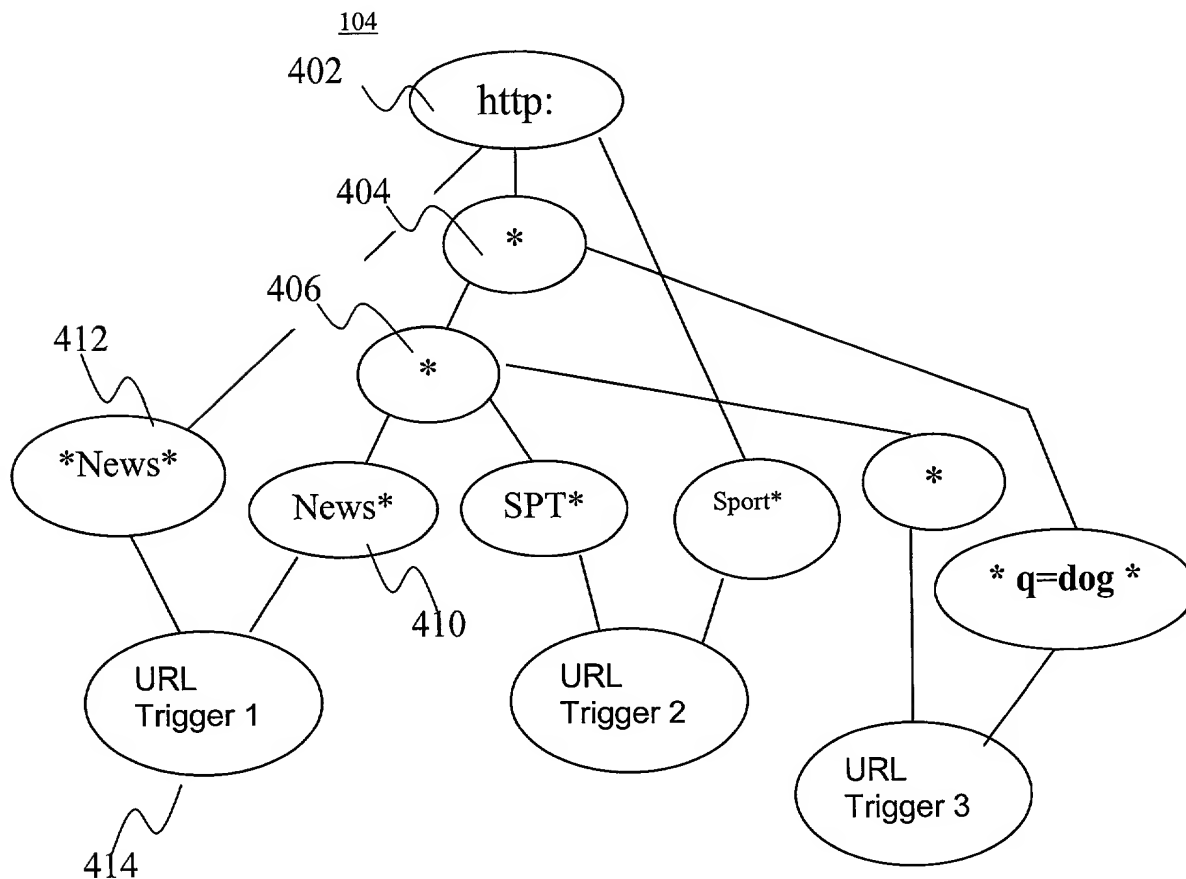 104
402
http:
404
*
406
*
412
*News*
News*
SPT*
Sport*
*
* q=dog *
410
URL
Trigger 1
URL
Trigger 2
URL
Trigger 3
414